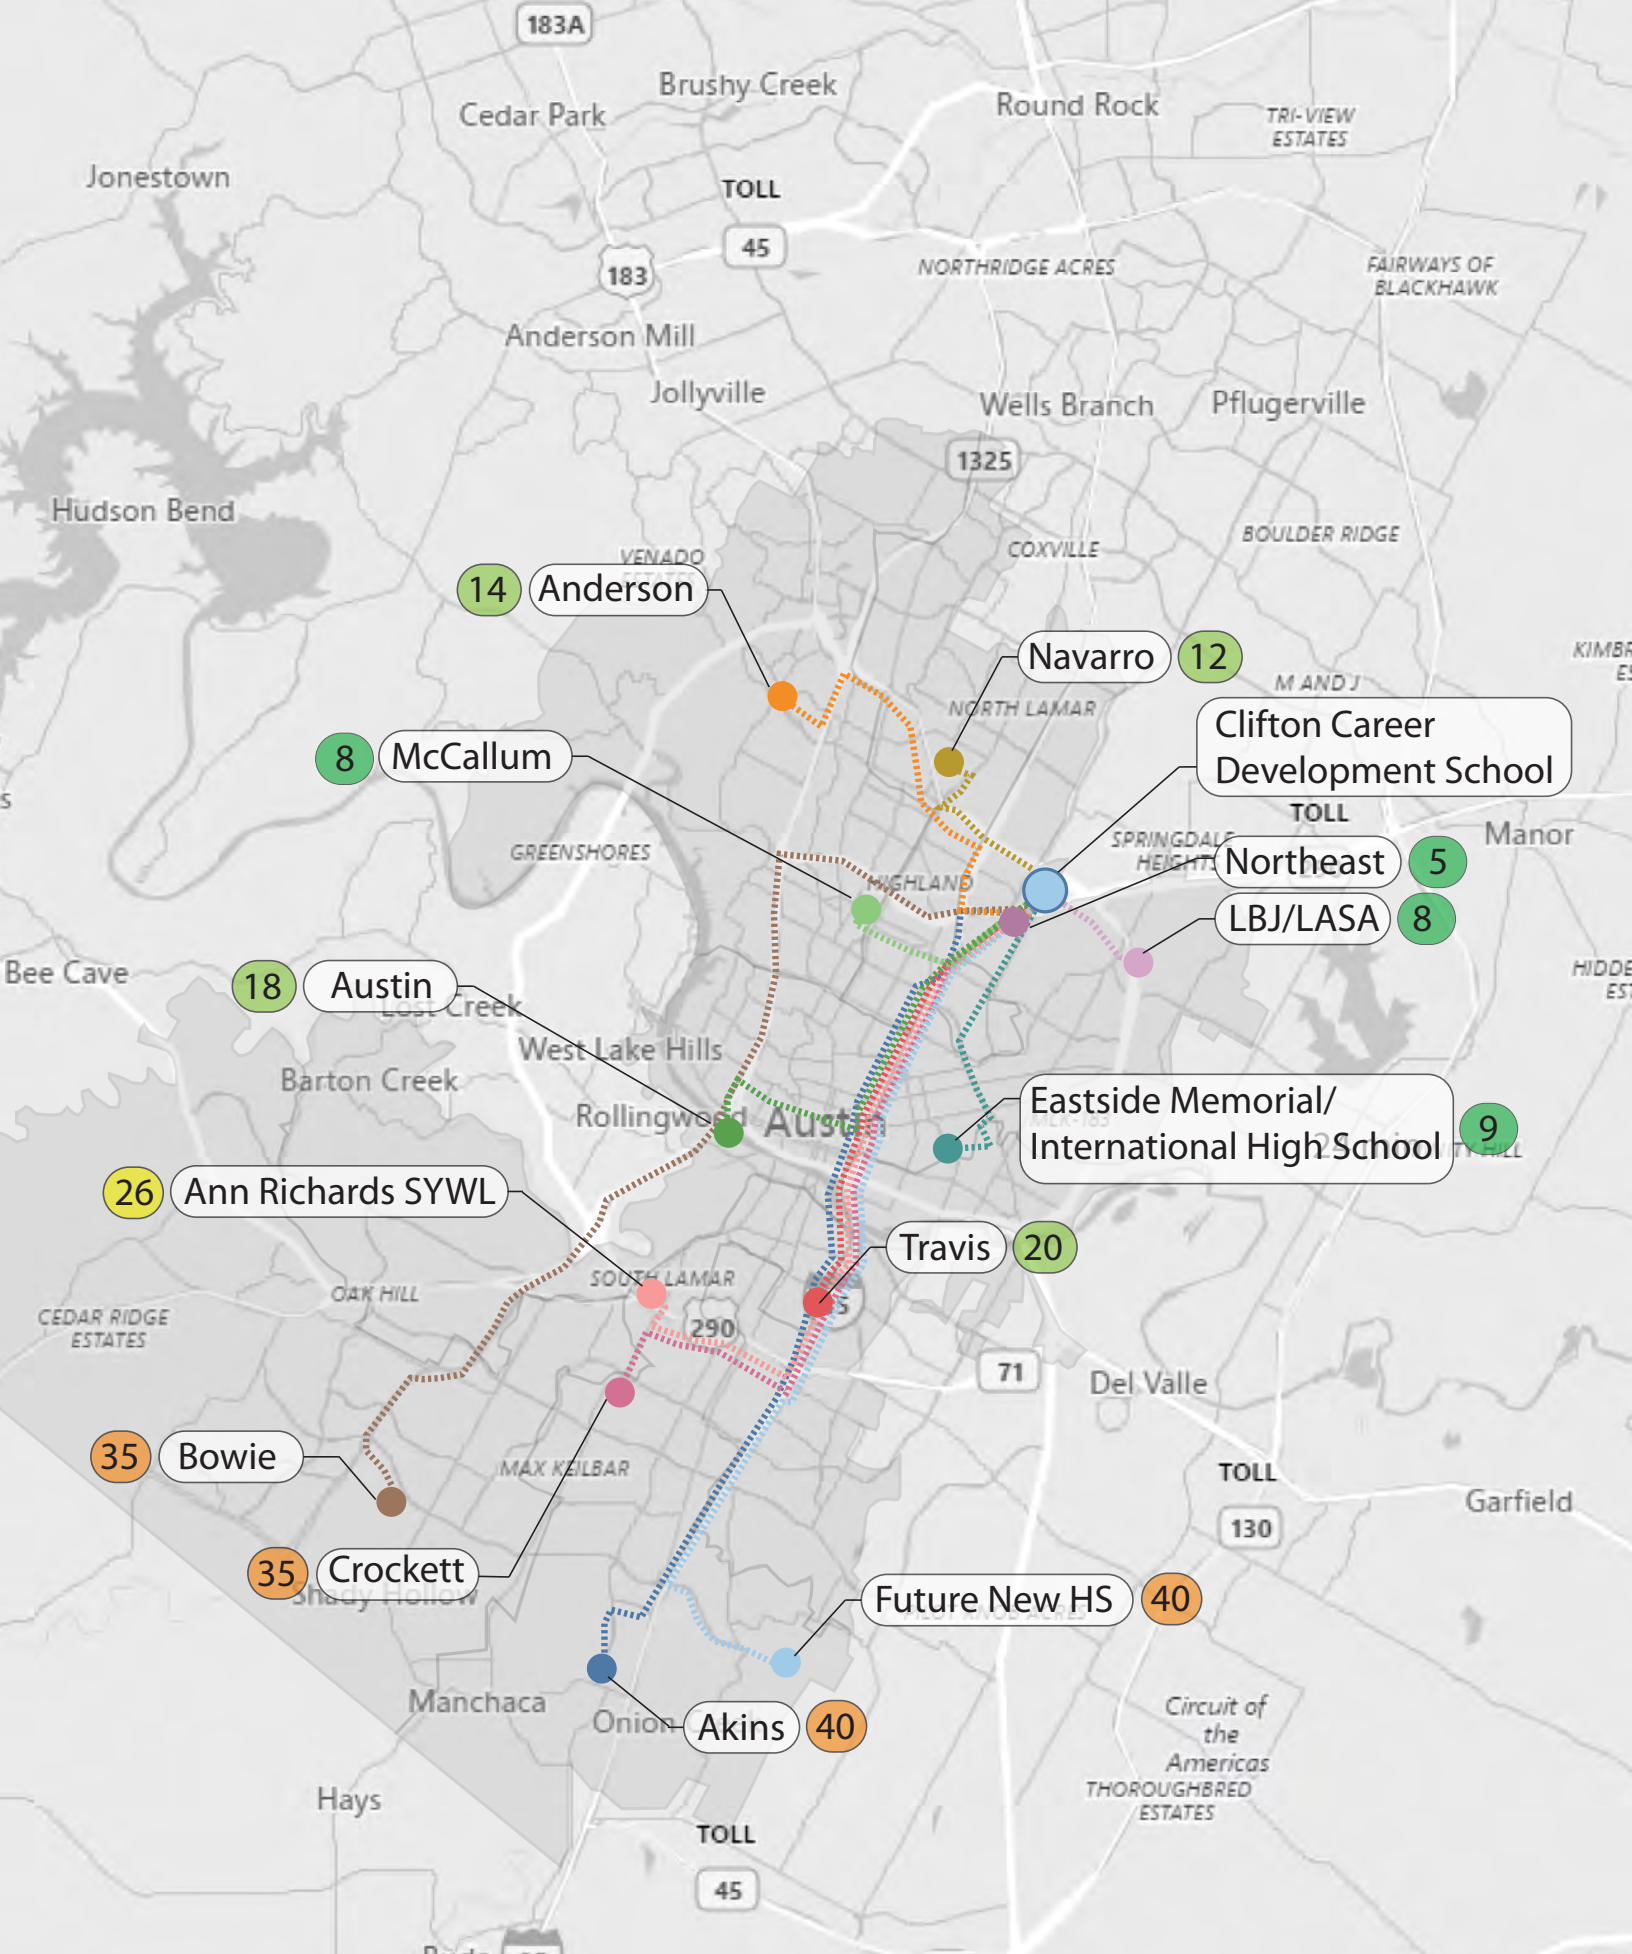 183A
Brushy Creek
Cedar Park
Round Rock
TRI-VIEW
ESTATES
Jonestown
TOLL
45
183
NORTHRIDGE ACRES
FAIRWAYS OF
BLACKHAWK
Anderson Mill
Jollyville
Wells Branch
Pflugerville
1325
Hudson Bend
BOULDER RIDGE
COXVILLE
VENADO
ESTATES
14
Anderson
Navarro
12
M AND J
NORTH LAMAR
Clifton Career
Development School
8
McCallum
TOLL
Manor
SPRINGDALE
HEIGHTS
GREENSHORES
HIGHLAND
Northeast
5
LBJ/LASA
8
Bee Cave
18
Austin
Lost Creek
West Lake Hills
Barton Creek
Rollingwood
Austin
Eastside Memorial/
International High School
9
26
Ann Richards SYWL
Travis
20
SOUTH LAMAR
OAK HILL
CEDAR RIDGE
ESTATES
290
71
Del Valle
35
Bowie
MAX KEILBAR
TOLL
130
Garfield
35
Crockett
Shady Hollow
Future New HS
40
PILOT KNOB ACRES
Manchaca
Onion Creek
Akins
40
Circuit of
the
Americas
THOROUGHBRED
ESTATES
Hays
TOLL
45